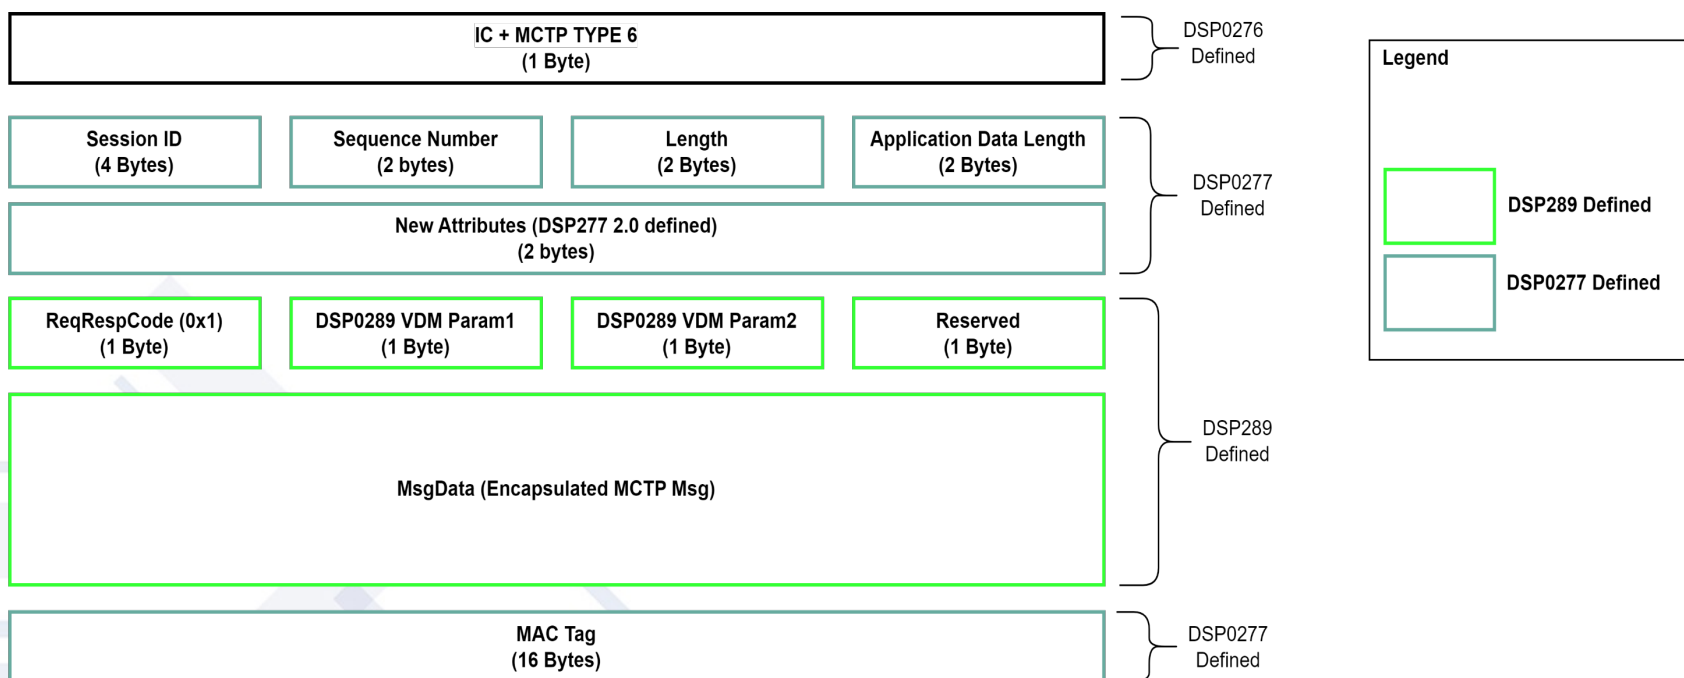 IC + MCTP TYPE 6
(1 Byte)
DSP0276
Defined
Legend
Session ID
(4 Bytes)
Sequence Number
(2 bytes)
Length
(2 Bytes)
Application Data Length
(2 Bytes)
DSP0277
Defined
New Attributes (DSP277 2.0 defined)
(2 bytes)
DSP289 Defined
DSP0277 Defined
ReqRespCode (0x1)
(1 Byte)
DSP0289 VDM Param1
(1 Byte)
DSP0289 VDM Param2
(1 Byte)
Reserved
(1 Byte)
DSP289
Defined
MsgData (Encapsulated MCTP Msg)
MAC Tag
(16 Bytes)
DSP0277
Defined